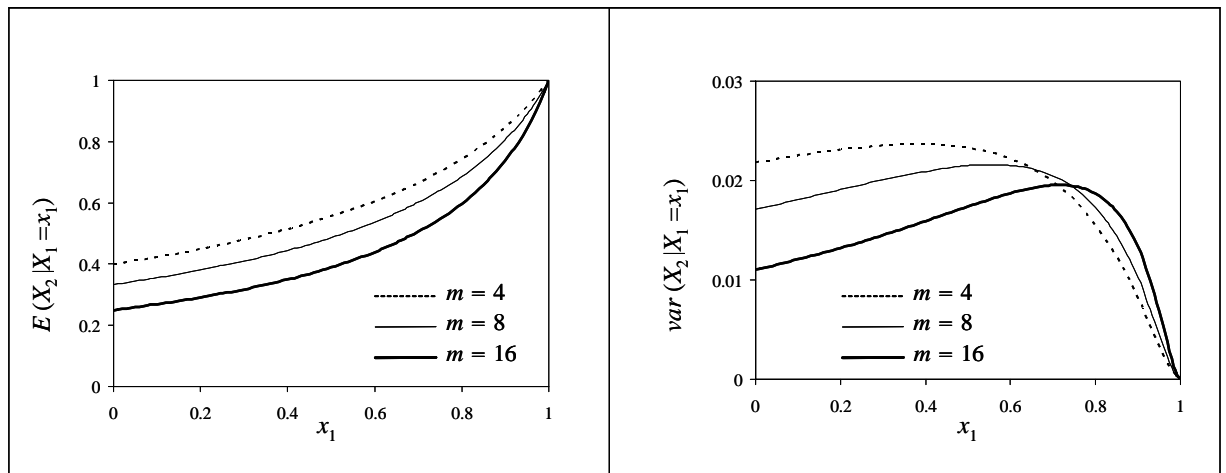 1
0.8
0.6
0.4
0.2
0
0 0.2 0.4 0.6 0.8 1
E (X₂|X₁=x₁)
x₁
m = 4
m = 8
m = 16
0.03
0.02
0.01
0
0 0.2 0.4 0.6 0.8 1
var (X₂|X₁=x₁)
x₁
m = 4
m = 8
m = 16